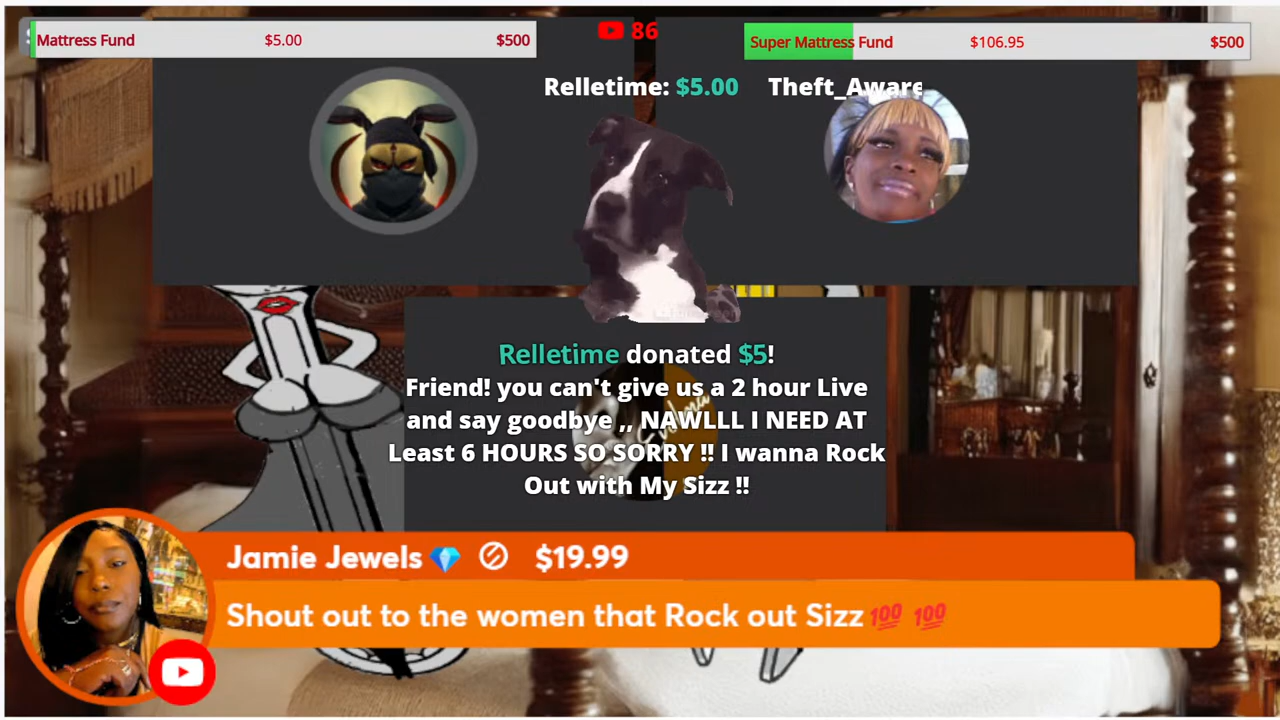 Mattress Fund $5.00 $500
86
Super Mattress Fund $106.95 $500
Relletime: $5.00 Theft_Aware
Relletime donated $5!
Friend! you can't give us a 2 hour Live
and say goodbye ,, NAWLLL I NEED AT
Least 6 HOURS SO SORRY !! I wanna Rock
Out with My Sizz !!
Jamie Jewels💎 $19.99
Shout out to the women that Rock out Sizz💯 💯